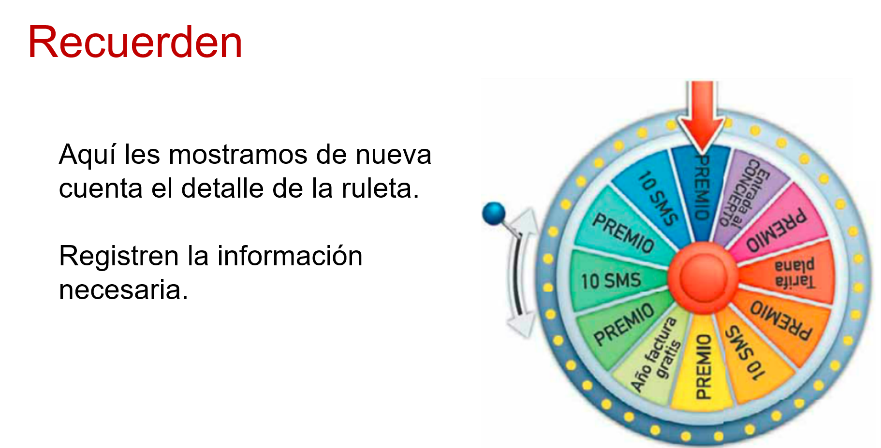 Recuerden
Aquí les mostramos de nueva
cuenta el detalle de la ruleta.
Registren la información
necesaria.
PREMIO
Entrada al
CONCIERTO
PREMIO
Tarifa
plana
PREMIO
10 SMS
PREMIO
Año factura
gratis
PREMIO
10 SMS
PREMIO
10 SMS